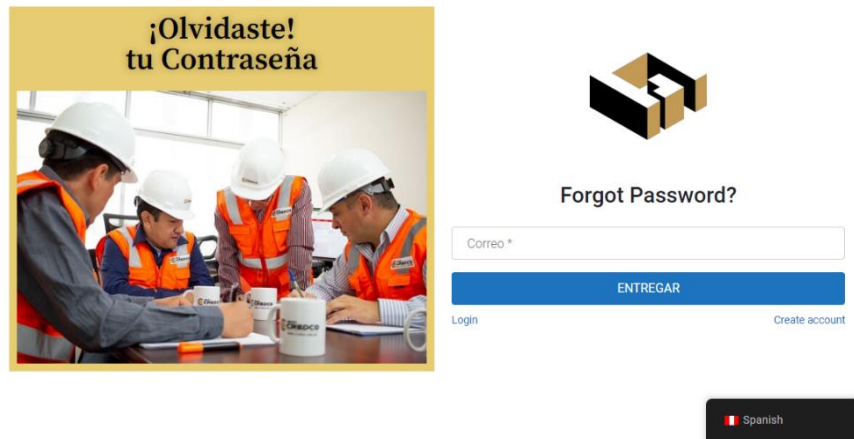 ¡Olvidaste!
tu Contraseña
Forgot Password?
Correo *
ENTREGAR
Login
Create account
Spanish